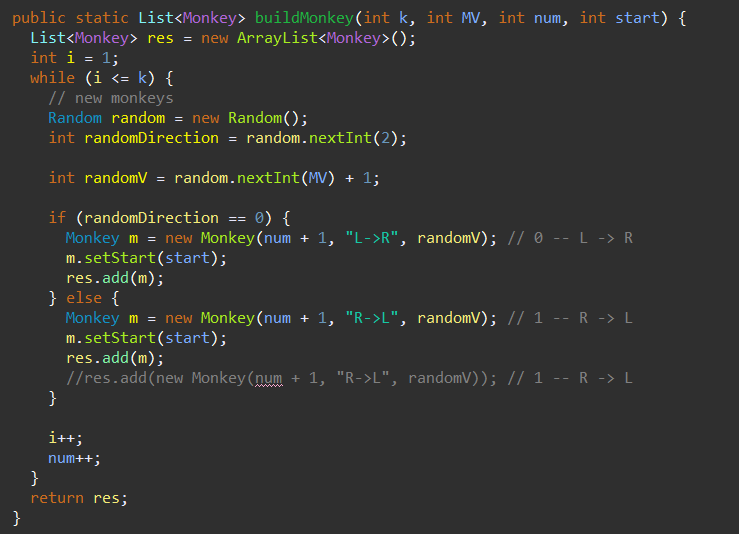 public static List<Monkey> buildMonkey(int k, int MV, int num, int start) {
  List<Monkey> res = new ArrayList<Monkey>();
  int i = 1;
  while (i <= k) {
    // new monkeys
    Random random = new Random();
    int randomDirection = random.nextInt(2);

    int randomV = random.nextInt(MV) + 1;

    if (randomDirection == 0) {
      Monkey m = new Monkey(num + 1, "L->R", randomV); // 0 -- L -> R
      m.setStart(start);
      res.add(m);
    } else {
      Monkey m = new Monkey(num + 1, "R->L", randomV); // 1 -- R -> L
      m.setStart(start);
      res.add(m);
      //res.add(new Monkey(num + 1, "R->L", randomV)); // 1 -- R -> L
    }

    i++;
    num++;
  }
  return res;
}